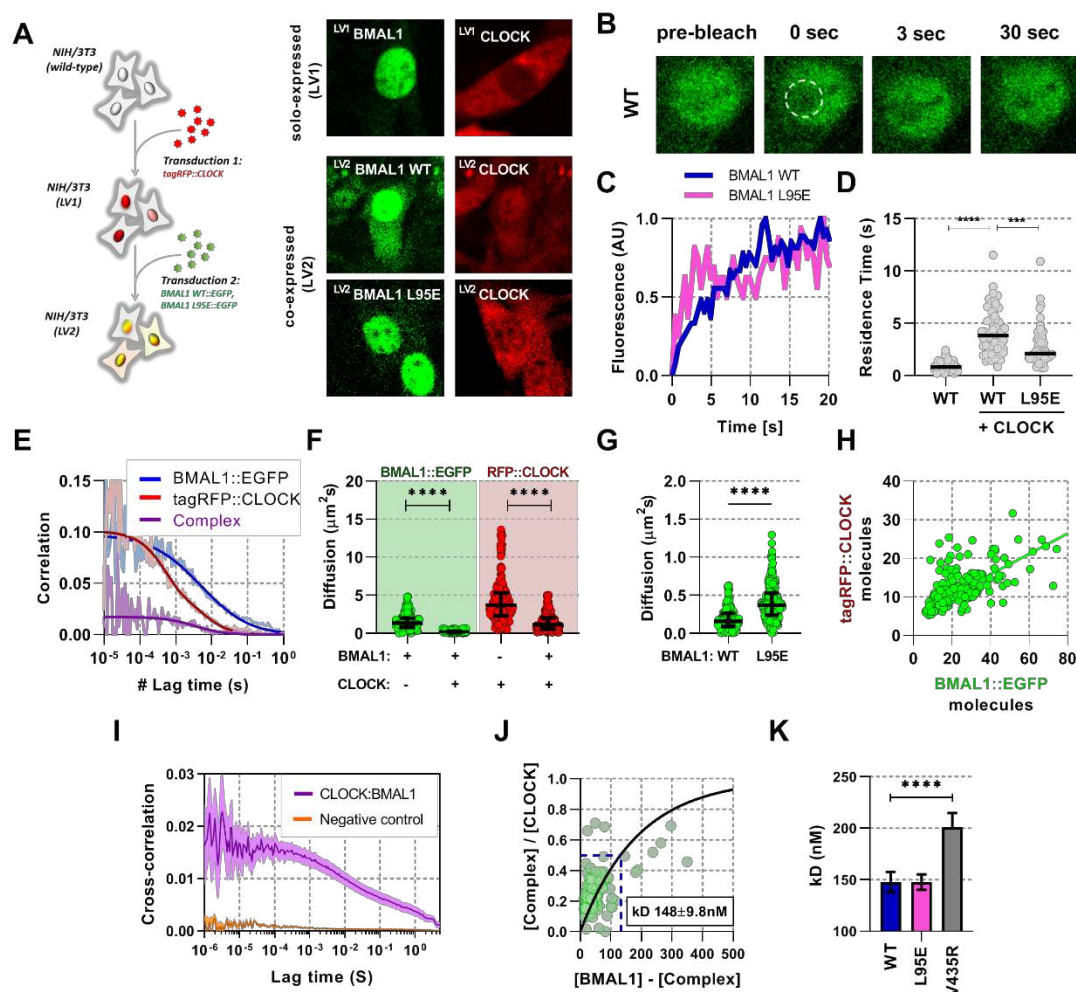 A
NIH/3T3
(wild-type)
Transduction 1:
tagRFP::CLOCK
NIH/3T3
(LV1)
Transduction 2:
BMAL1 WT::EGFP,
BMAL1 L95E::EGFP
NIH/3T3
(LV2)
solo-expressed
(LV1)
co-expressed
(LV2)
LV1 BMAL1
LV1 CLOCK
LV2 BMAL1 WT
LV2 CLOCK
LV2 BMAL1 L95E
LV2 CLOCK
B
pre-bleach 0 sec 3 sec 30 sec
WT
C
BMAL1 WT
BMAL1 L95E
Fluorescence (AU)
1.0
0.5
0.0
0 5 10 15 20
Time [s]
D
Residence Time (s)
15
10
5
0
**** ***
WT WT L95E
+ CLOCK
E
BMAL1::EGFP
tagRFP::CLOCK
Complex
Correlation
0.15
0.10
0.05
0.00
10-5 10-4 10-3 10-2 10-1 100
# Lag time (s)
F
BMAL1::EGFP RFP::CLOCK
**** ****
Diffusion (μm2s)
20
15
10
5
0
BMAL1: + + - +
CLOCK: - + + +
G
****
Diffusion (μm2s)
2.0
1.5
1.0
0.5
0.0
BMAL1: WT L95E
H
tagRFP::CLOCK
molecules
50
40
30
20
10
0
0 20 40 60 80
BMAL1::EGFP
molecules
I
CLOCK:BMAL1
Negative control
Cross-correlation
0.03
0.02
0.01
0.00
10-6 10-5 10-4 10-3 10-2 10-1 100
Lag time (S)
J
[Complex] / [CLOCK]
1.0
0.8
0.6
0.4
0.2
0.0
kD 148±9.8nM
0 100 200 300 400 500
[BMAL1] - [Complex]
K
kD (nM)
250
200
150
100
****
WT
L95E
V435R